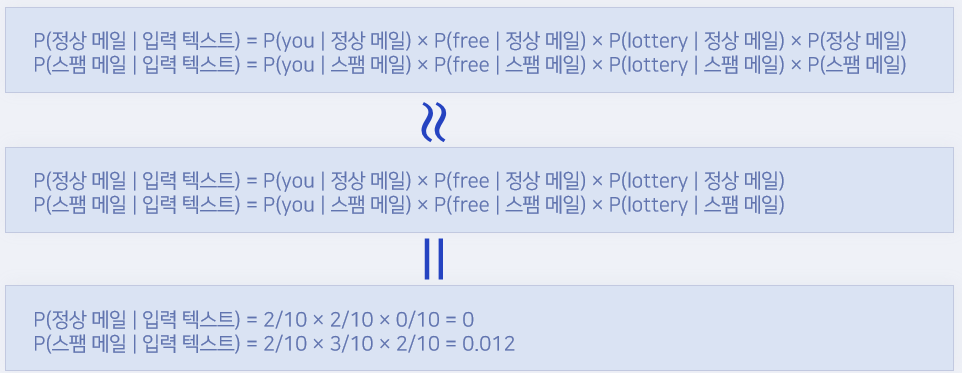 P(정상 메일 | 입력 텍스트) = P(you | 정상 메일) × P(free | 정상 메일) × P(lottery | 정상 메일) × P(정상 메일)
P(스팸 메일 | 입력 텍스트) = P(you | 스팸 메일) × P(free | 스팸 메일) × P(lottery | 스팸 메일) × P(스팸 메일)
≈
P(정상 메일 | 입력 텍스트) = P(you | 정상 메일) × P(free | 정상 메일) × P(lottery | 정상 메일)
P(스팸 메일 | 입력 텍스트) = P(you | 스팸 메일) × P(free | 스팸 메일) × P(lottery | 스팸 메일)
=
P(정상 메일 | 입력 텍스트) = 2/10 × 2/10 × 0/10 = 0
P(스팸 메일 | 입력 텍스트) = 2/10 × 3/10 × 2/10 = 0.012